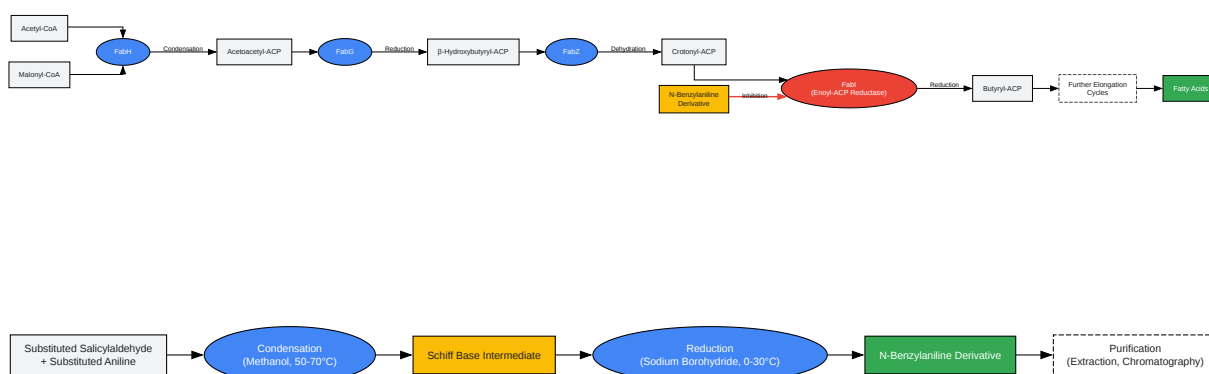 Acetyl-CoA
Malonyl-CoA
FabH
Condensation
Acetoacetyl-ACP
FabG
Reduction
β-Hydroxybutyryl-ACP
FabZ
Dehydration
Crotonyl-ACP
N-Benzylaniline
Derivative
Inhibition
FabI
(Enoyl-ACP Reductase)
Reduction
Butyryl-ACP
Further Elongation
Cycles
Fatty Acids
Substituted Salicylaldehyde
+ Substituted Aniline
Condensation
(Methanol, 50-70°C)
Schiff Base Intermediate
Reduction
(Sodium Borohydride, 0-30°C)
N-Benzylaniline Derivative
Purification
(Extraction, Chromatography)